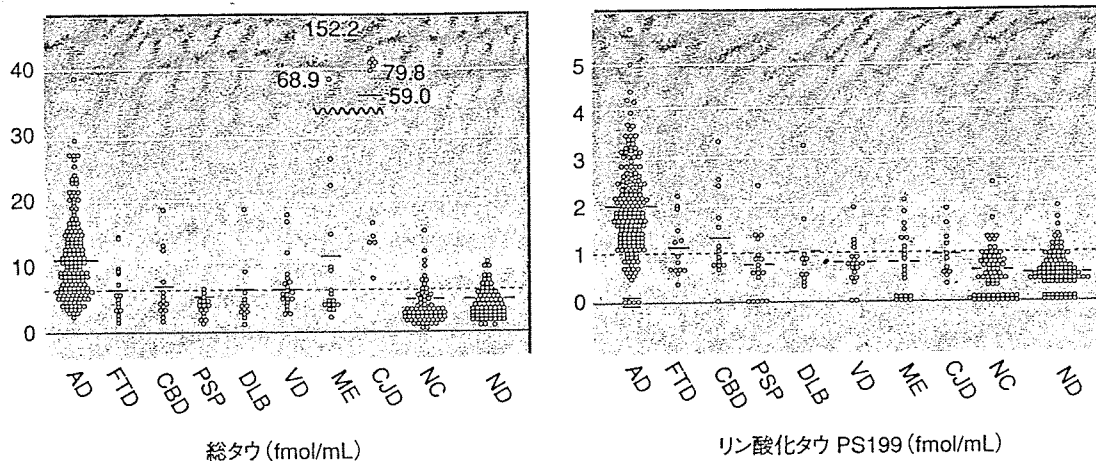 152.2
40
68.9
79.8
59.0
30
20
10
0
AD
FTD
CBD
PSP
DLB
VD
ME
CJD
NC
ND
総タウ (fmol/mL)
5
4
3
2
1
0
AD
FTD
CBD
PSP
DLB
VD
ME
CJD
NC
ND
リン酸化タウ PS199 (fmol/mL)